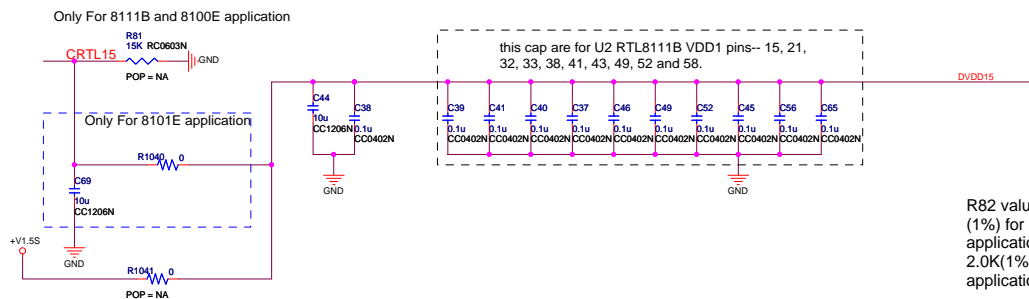 Only For 8111B and 8100E application
R81
15K RC0603N
CRTL15
GND
POP = NA
this cap are for U2 RTL8111B VDD1 pins-- 15, 21,
32, 33, 38, 41, 43, 49, 52 and 58.
DVDD15
C44
10u
CC1206N
C38
0.1u
CC0402N
GND
C39
0.1u
CC0402N
C41
0.1u
CC0402N
C40
0.1u
CC0402N
C37
0.1u
CC0402N
C46
0.1u
CC0402N
C49
0.1u
CC0402N
C52
0.1u
CC0402N
C45
0.1u
CC0402N
C56
0.1u
CC0402N
C65
0.1u
CC0402N
GND
Only For 8101E application
R1040 0
C69
10u
CC1206N
GND
+V1.5S
R1041 0
POP = NA
R82 valu
(1%) for
applicatio
2.0K(1%
applicatio